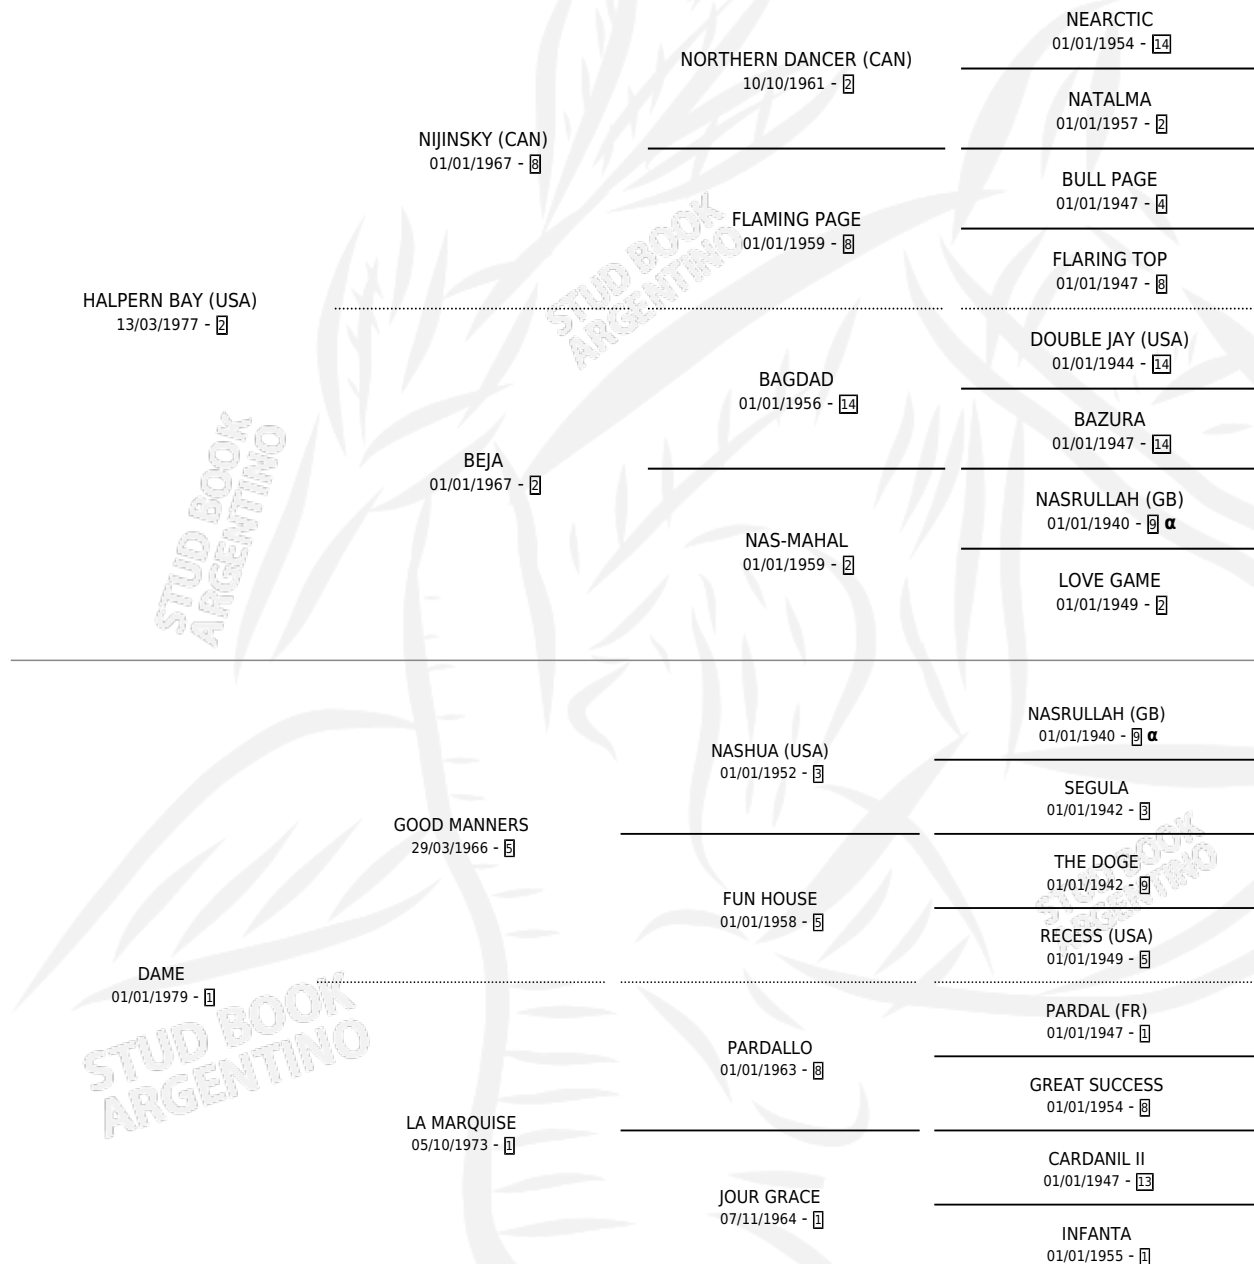 NEARCTIC
01/01/1954 - 14
NORTHERN DANCER (CAN)
10/10/1961 - 2
NATALMA
01/01/1957 - 2
NIJINSKY (CAN)
01/01/1967 - 8
BULL PAGE
01/01/1947 - 4
FLAMING PAGE
01/01/1959 - 8
FLARING TOP
01/01/1947 - 8
HALPERN BAY (USA)
13/03/1977 - 2
DOUBLE JAY (USA)
01/01/1944 - 14
BAGDAD
01/01/1956 - 14
BAZURA
01/01/1947 - 14
BEJA
01/01/1967 - 2
NASRULLAH (GB)
01/01/1940 - 9 α
NAS-MAHAL
01/01/1959 - 2
LOVE GAME
01/01/1949 - 2
NASRULLAH (GB)
01/01/1940 - 9 α
NASHUA (USA)
01/01/1952 - 3
SEGULA
01/01/1942 - 3
GOOD MANNERS
29/03/1966 - 5
THE DOGE
01/01/1942 - 9
FUN HOUSE
01/01/1958 - 5
RECESS (USA)
01/01/1949 - 5
DAME
01/01/1979 - 1
PARDAL (FR)
01/01/1947 - 1
PARDALLO
01/01/1963 - 8
GREAT SUCCESS
01/01/1954 - 8
LA MARQUISE
05/10/1973 - 1
CARDANIL II
01/01/1947 - 13
JOUR GRACE
07/11/1964 - 1
INFANTA
01/01/1955 - 1
STUD BOOK
ARGENTINO
STUD BOOK
ARGENTINO
STUD BOOK
ARGENTINO
STUD BOOK
ARGENTINO